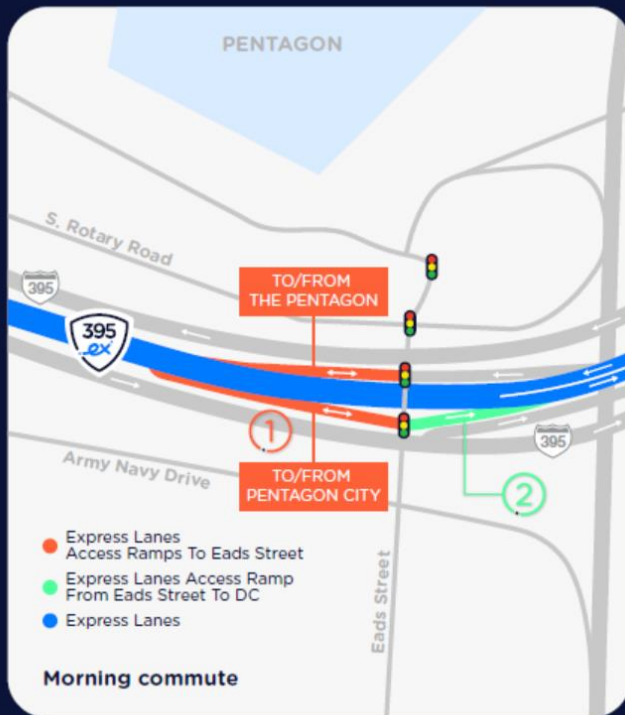 PENTAGON
S. Rotary Road
TO/FROM
THE PENTAGON
395
395
ex
1
TO/FROM
PENTAGON CITY
395
2
Army Navy Drive
Eads Street
Express Lanes
Access Ramps To Eads Street
Express Lanes Access Ramp
From Eads Street To DC
Express Lanes
Morning commute